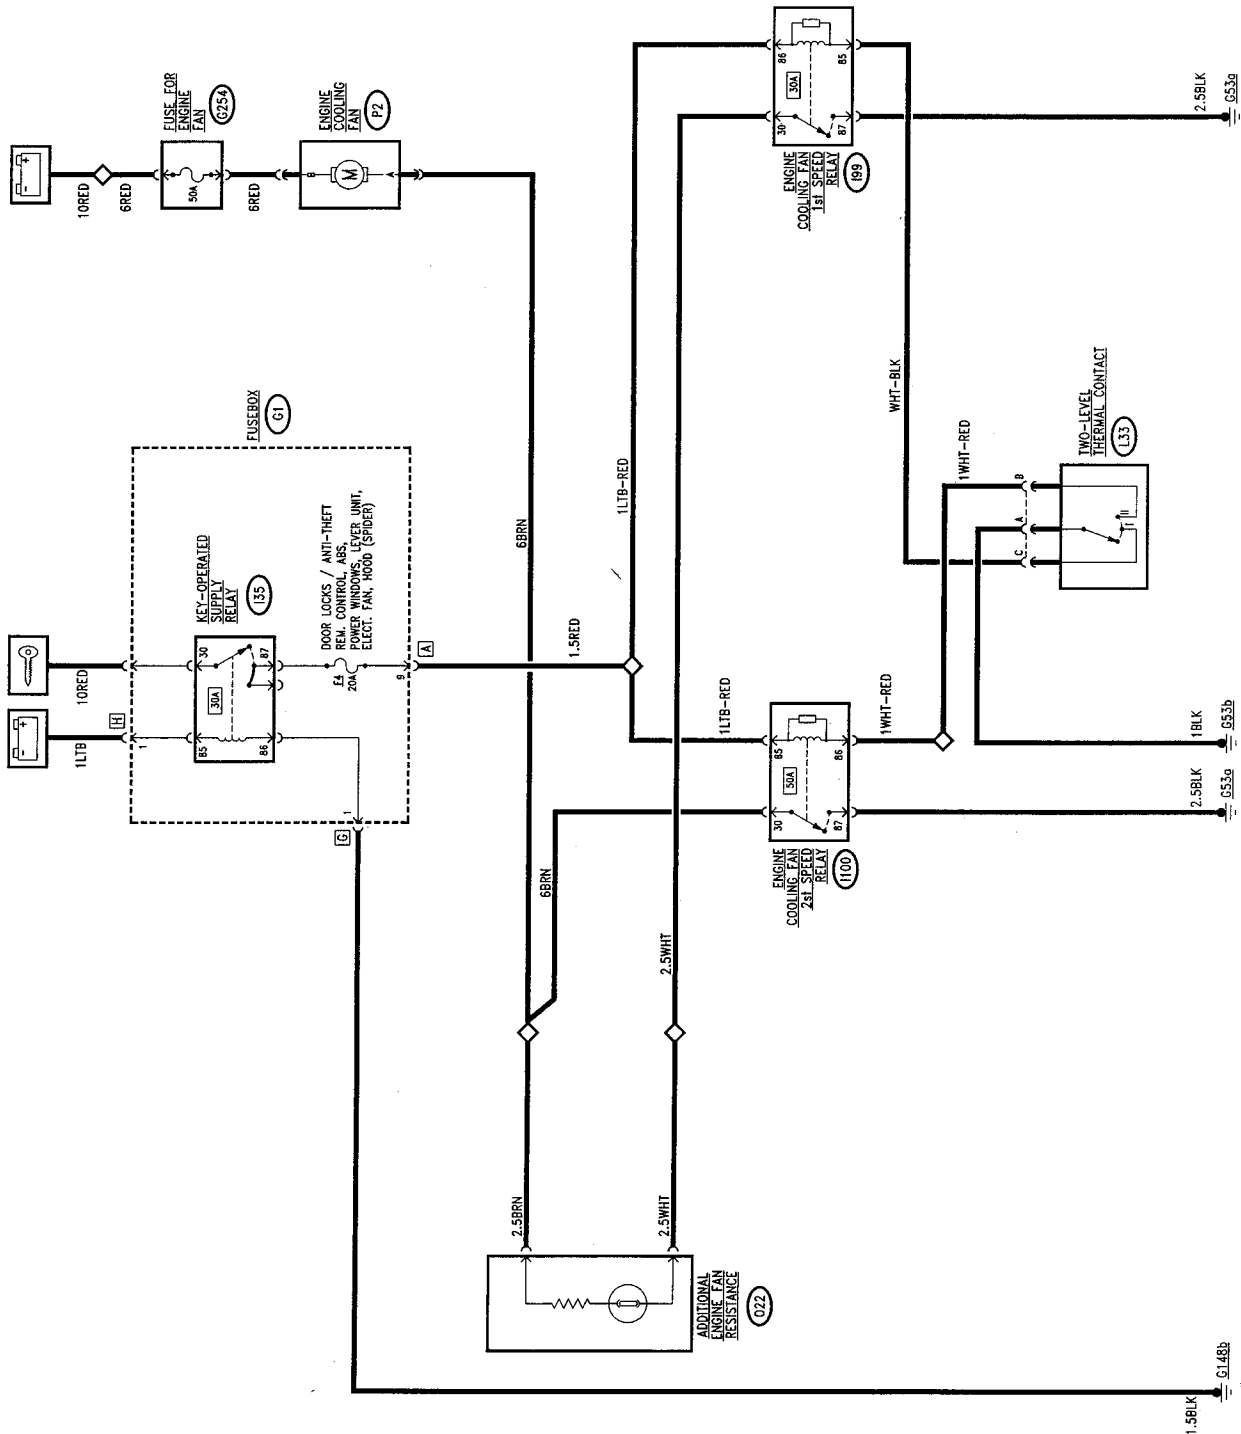 10RED
6RED
FUSE FOR
ENGINE
FAN
G254
50A
6RED
ENGINE
COOLING
FAN
P2
B
M
A
FUSEBOX
G1
10RED
1LTB
H
1
KEY-OPERATED
SUPPLY
RELAY
I35
30
87
30A
85
86
DOOR LOCKS / ANTI-THEFT
REM. CONTROL, ABS,
POWER WINDOWS, LEVER UNIT,
ELECT. FAN, HOOD (SPIDER)
F4
20A
9
A
1
G
6BRN
1.5RED
1LTB-RED
1LTB-RED
6BRN
2.5WHT
2.5BRN
2.5WHT
ADDITIONAL
ENGINE FAN
RESISTANCE
O22
86
85
30A
30
87
ENGINE
COOLING FAN
1st SPEED
RELAY
I99
85
86
50A
30
87
ENGINE
COOLING FAN
2st SPEED
RELAY
I100
1WHT-RED
WHT-BLK
1WHT-RED
TWO-LEVEL
THERMAL CONTACT
L33
C
A
B
I
II
2.5BLK
G53a
1BLK
G53b
2.5BLK
G53a
1.5BLK
G148b